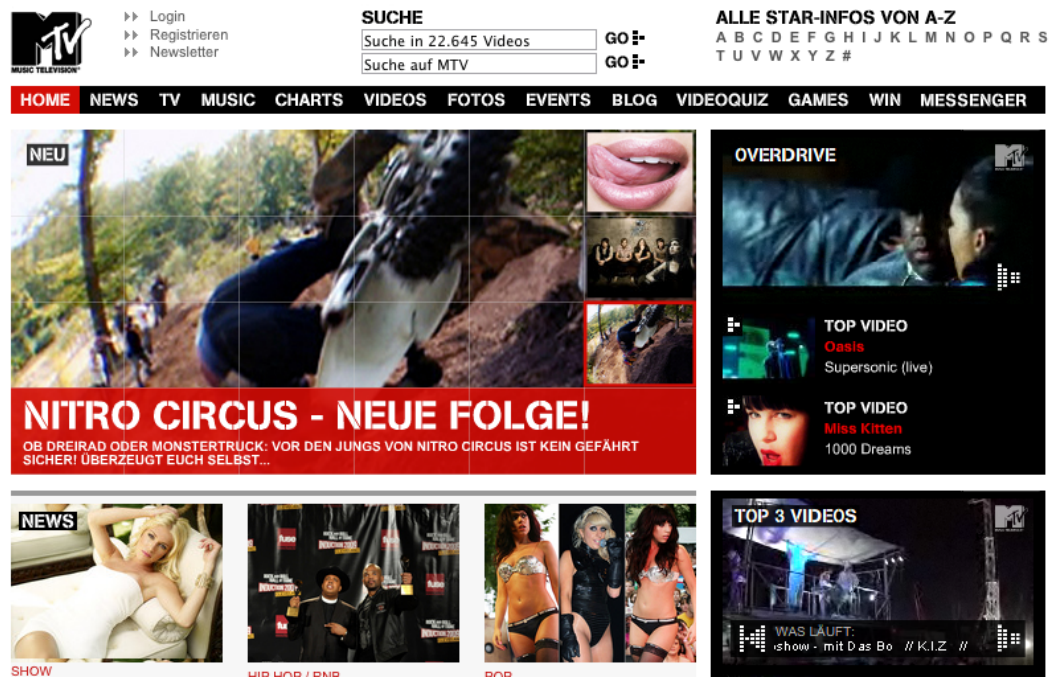 MTV
MUSIC TELEVISION
Login
Registrieren
Newsletter
SUCHE
Suche in 22.645 Videos
GO
Suche auf MTV
GO
ALLE STAR-INFOS VON A-Z
A B C D E F G H I J K L M N O P Q R S
T U V W X Y Z #
HOME NEWS TV MUSIC CHARTS VIDEOS FOTOS EVENTS BLOG VIDEOQUIZ GAMES WIN MESSENGER
NEU
NITRO CIRCUS - NEUE FOLGE!
OB DREIRAD ODER MONSTERTRUCK: VOR DEN JUNGS VON NITRO CIRCUS IST KEIN GEFÄHRT
SICHER! ÜBERZEUGT EUCH SELBST...
OVERDRIVE
MTV
TOP VIDEO
Oasis
Supersonic (live)
TOP VIDEO
Miss Kitten
1000 Dreams
NEWS
fuse
SHOW
HIP HOP / RNB
POP
TOP 3 VIDEOS
MTV
WAS LÄUFT:
show - mit Das Bo // K.I.Z //